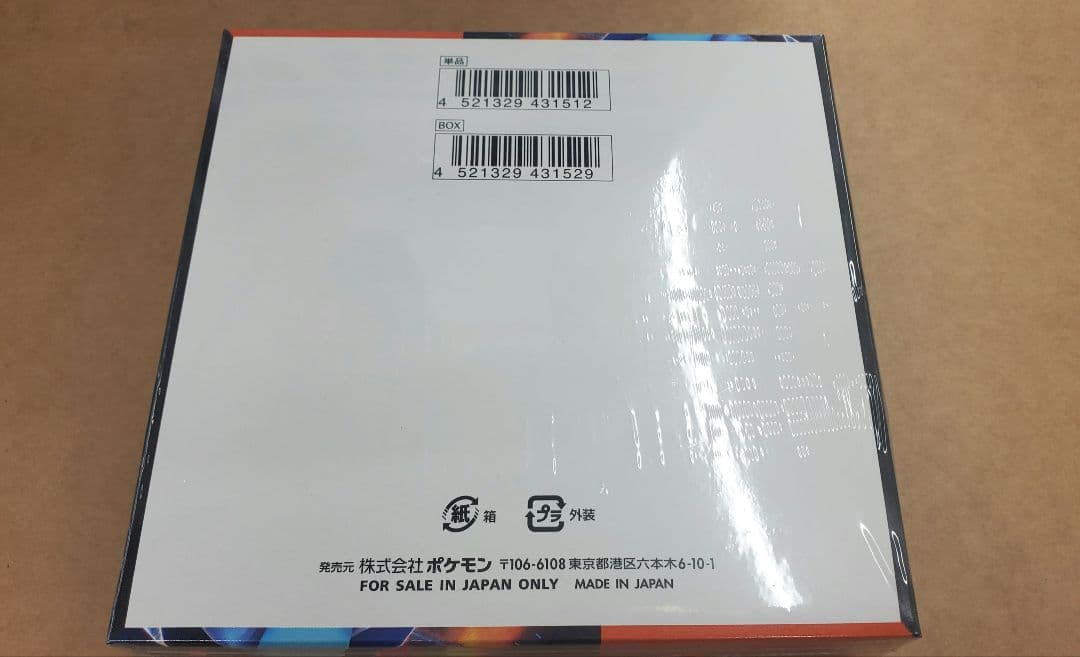 単品
4 521329 431512
BOX
4 521329 431529
紙 箱 プラ 外装
発売元 株式会社 ポケモン 〒106-6108 東京都港区六本木6-10-1
FOR SALE IN JAPAN ONLY MADE IN JAPAN